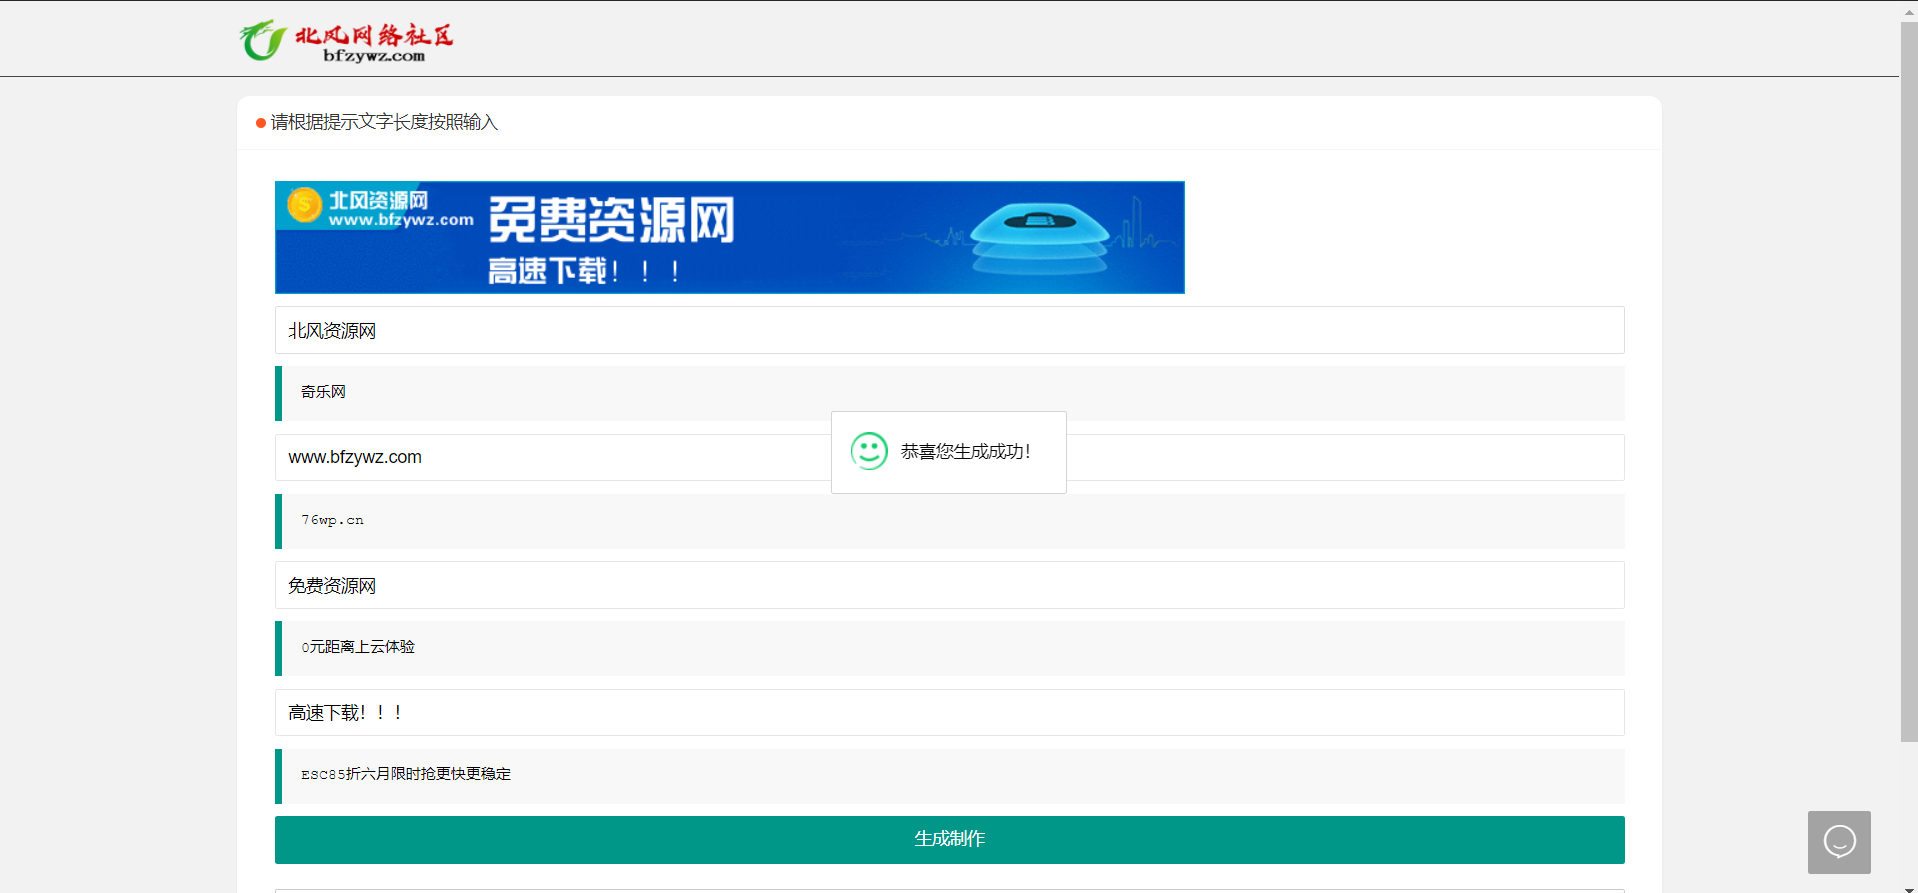 北风网络社区
bfzywz.com
请根据提示文字长度按照输入
北风资源网
www.bfzywz.com
免费资源网
高速下载！！！
北风资源网
奇乐网
www.bfzywz.com
恭喜您生成成功！
76wp.cn
免费资源网
0元距离上云体验
高速下载！！！
ESC85折六月限时抢更快更稳定
生成制作